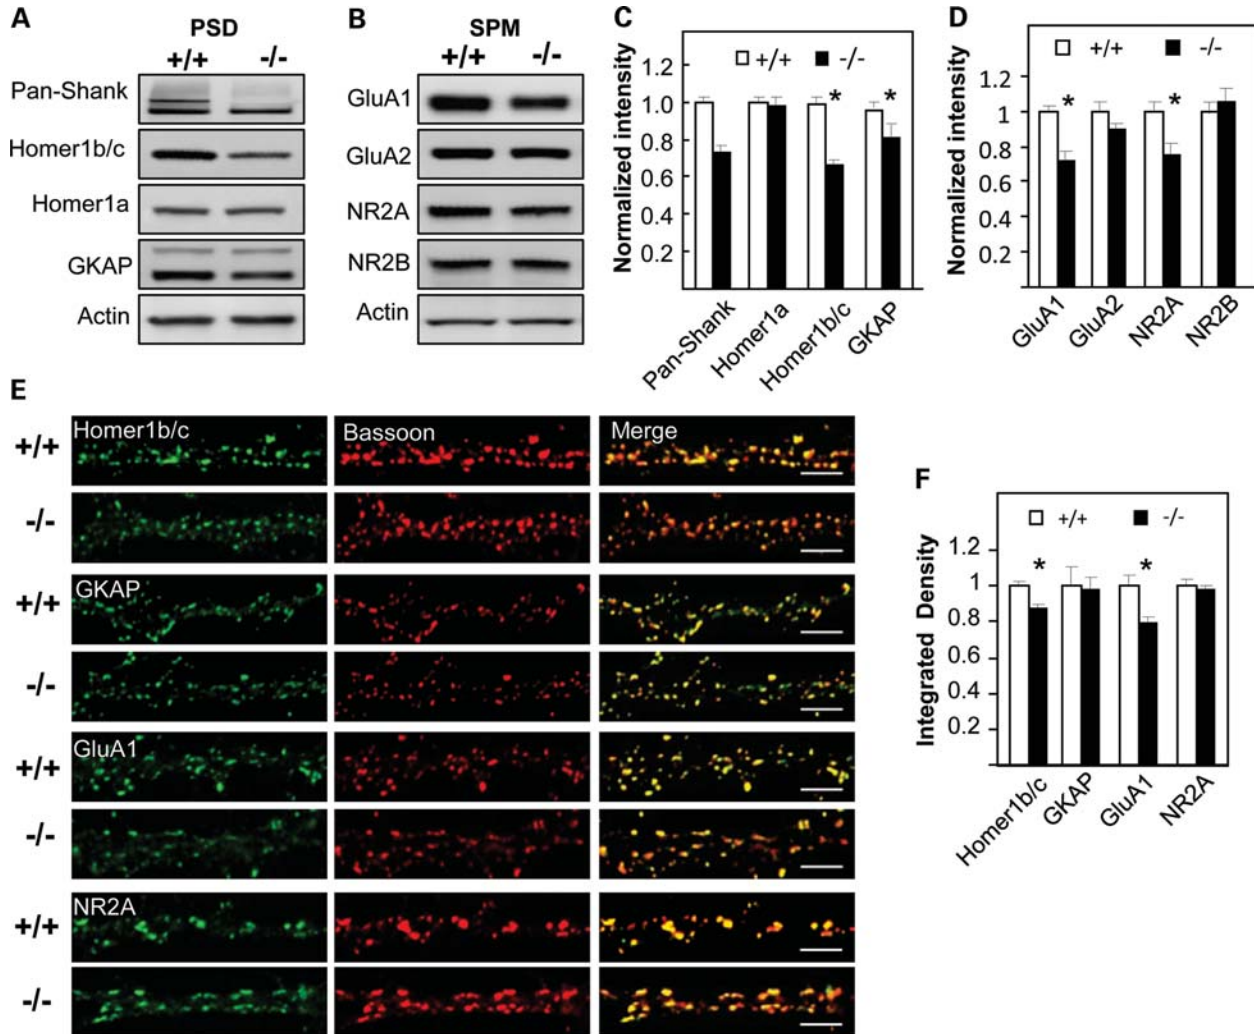 A
PSD
+/+ -/-
Pan-Shank
Homer1b/c
Homer1a
GKAP
Actin
B
SPM
+/+ -/-
GluA1
GluA2
NR2A
NR2B
Actin
C
Normalized intensity
+/+ -/-
1.2
1.0
0.8
0.6
0.4
0.2
* *
Pan-Shank
Homer1a
Homer1b/c
GKAP
D
Normalized intensity
+/+ -/-
1.2
1
0.8
0.6
0.4
0.2
* *
GluA1
GluA2
NR2A
NR2B
E
+/+ Homer1b/c Bassoon Merge
-/-
+/+ GKAP
-/-
+/+ GluA1
-/-
+/+ NR2A
-/-
F
Integrated Density
+/+ -/-
1.2
1
0.8
0.6
0.4
0.2
* *
Homer1b/c
GKAP
GluA1
NR2A